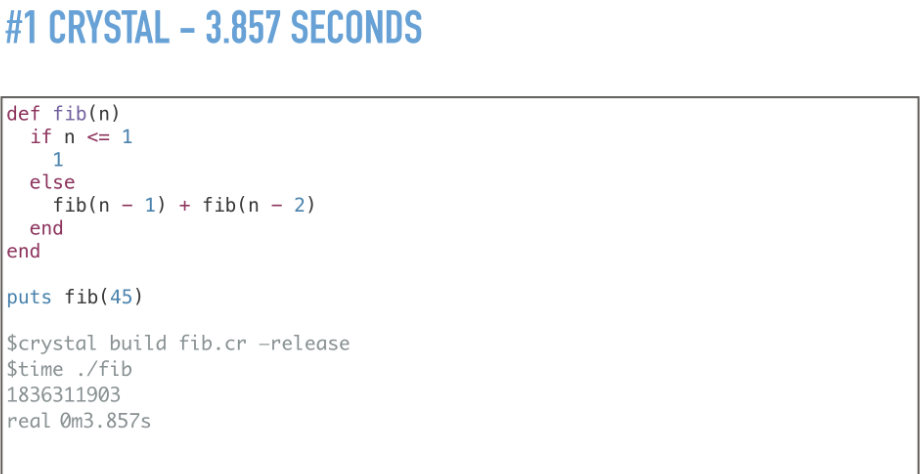 #1 CRYSTAL – 3.857 SECONDS
def fib(n)
  if n <= 1
    1
  else
    fib(n - 1) + fib(n - 2)
  end
end

puts fib(45)

$crystal build fib.cr —release
$time ./fib
1836311903
real 0m3.857s